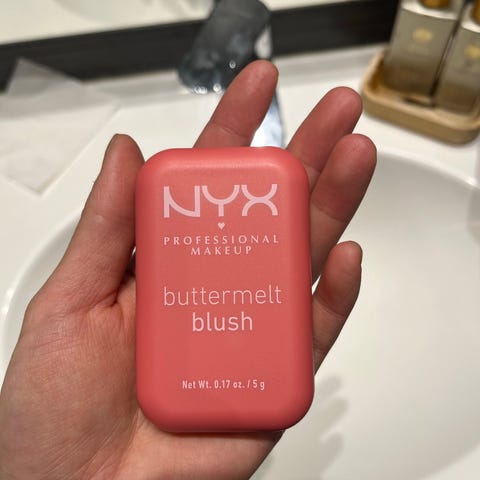 NYX
PROFESSIONAL
MAKEUP
buttermelt
blush
Net Wt. 0.17 oz. / 5 g